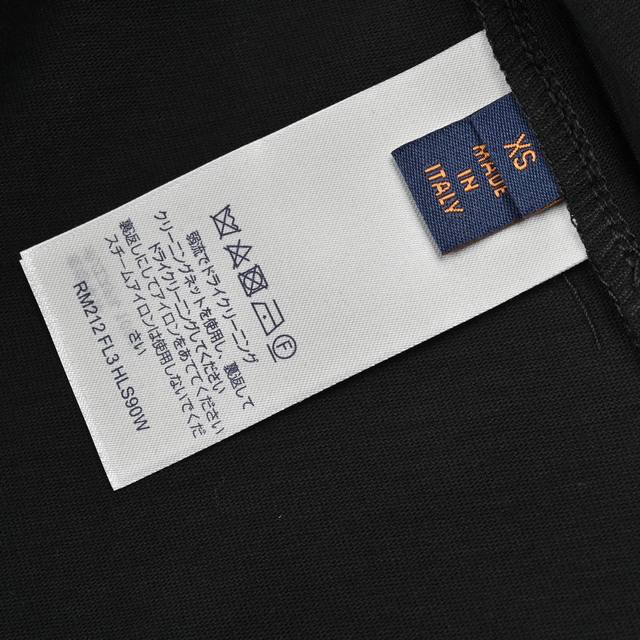 XS
MADE
IN
ITALY
F
でドライクリーニング
クリーニングネットを使用し、裏返して
ドライクリーニングしてください
裏返しにしてアイロンをあててください
スチームアイロンは使用しないでくだ
さい
RM212 FL3 HLS90W